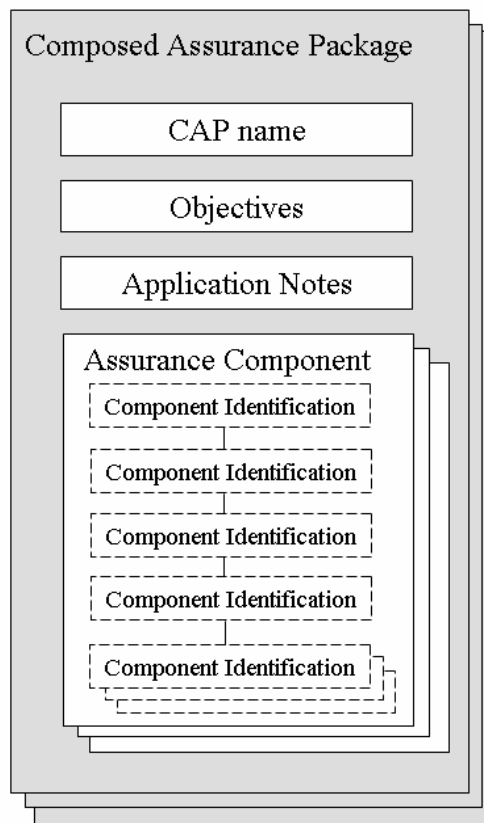 Composed Assurance Package
CAP name
Objectives
Application Notes
Assurance Component
Component Identification
Component Identification
Component Identification
Component Identification
Component Identification